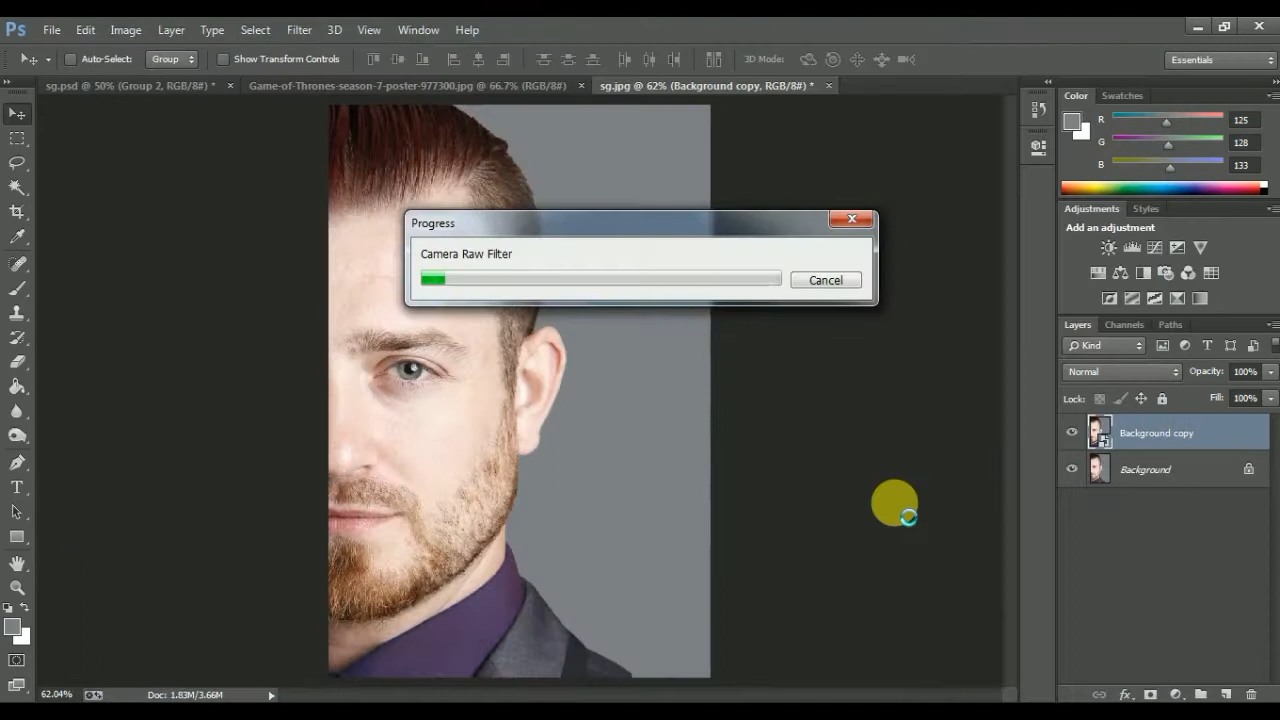 Ps File Edit Image Layer Type Select Filter 3D View Window Help
Auto-Select: Group Show Transform Controls 3D Mode: Essentials
sg.psd @ 50% (Group 2, RGB/8#) * Game-of-Thrones-season-7-poster-977300.jpg @ 66.7% (RGB/8#) sg.jpg @ 62% (Background copy, RGB/8#) *
Color Swatches
R 125
G 128
B 133
Adjustments Styles
Add an adjustment
Progress
Camera Raw Filter
Cancel
Layers Channels Paths
Kind
Normal Opacity: 100%
Lock: Fill: 100%
Background copy
Background
62.04% Doc: 1.83M/3.66M